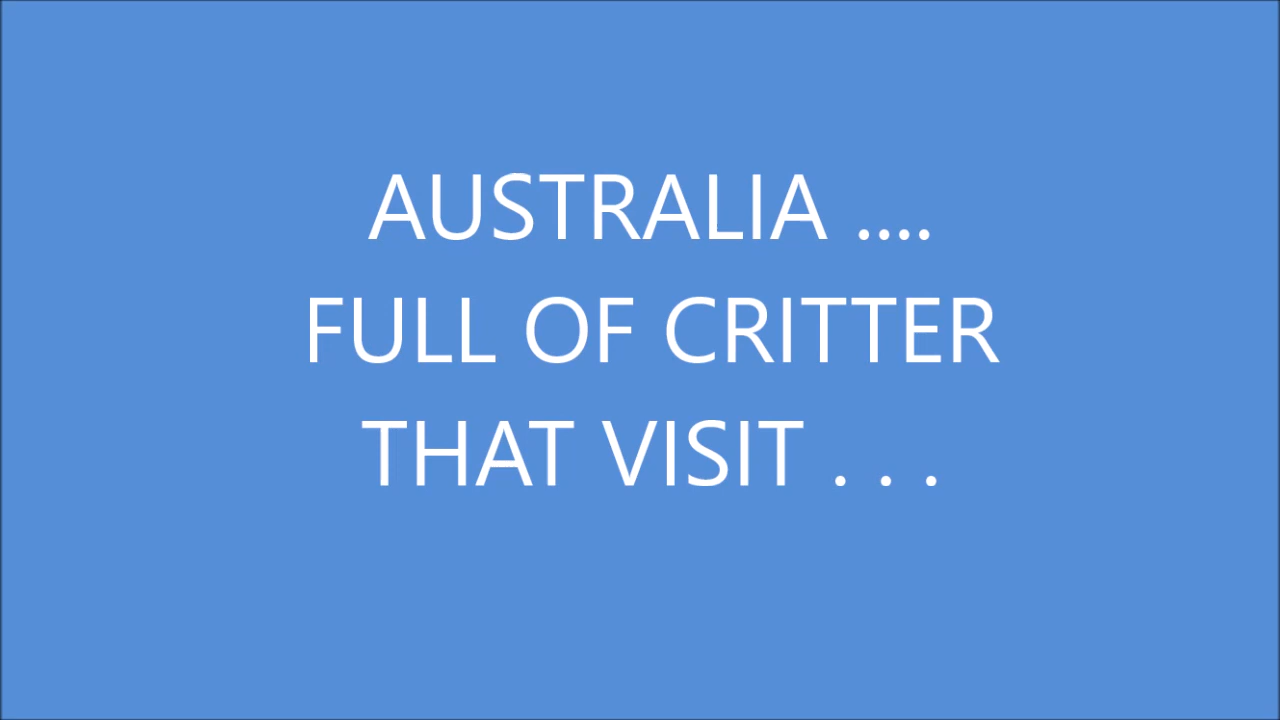 AUSTRALIA ....
FULL OF CRITTER
THAT VISIT . . .